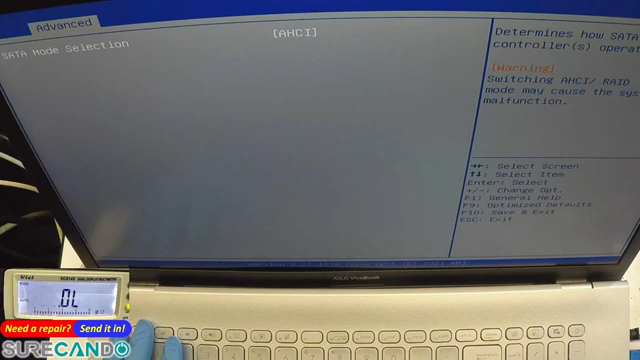 Advanced
SATA Mode Selection
[AHCI]
Determines how SATA
controller(s) operat
[Warning]
Switching AHCI/ RAID
mode may cause the sys
malfunction.
→←: Select Screen
↑↓: Select Item
Enter: Select
+/-: Change Opt.
F1: General Help
F9: Optimized Defaults
F10: Save & Exit
ESC: Exit
ASUS VivoBook
.OL
Need a repair? Send it in!
SURECANDO